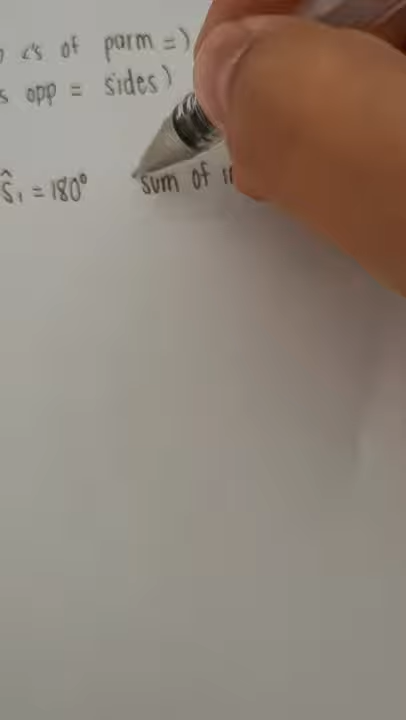 ∠'s of parm =)
opp = sides)
Ŝ₁ = 180° sum of